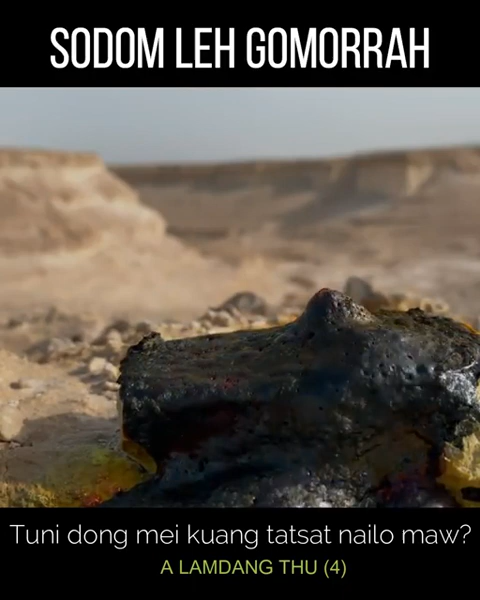 SODOM LEH GOMORRAH
Tuni dong mei kuang tatsat nailo maw?
A LAMDANG THU (4)